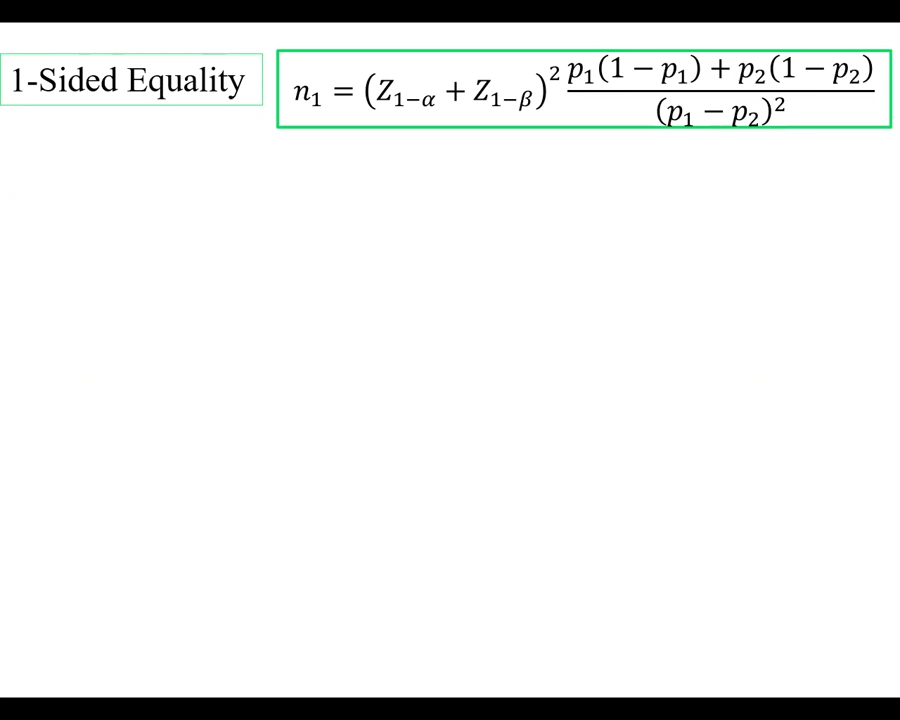 1-Sided Equality
n₁ = (Z₁₋α + Z₁₋β)² p₁(1 − p₁) + p₂(1 − p₂) / (p₁ − p₂)²